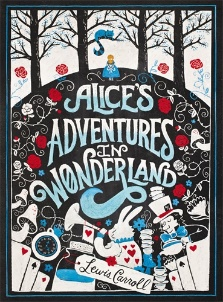 ALICE'S
ADVENTURES
IN
WONDERLAND
Lewis Carroll